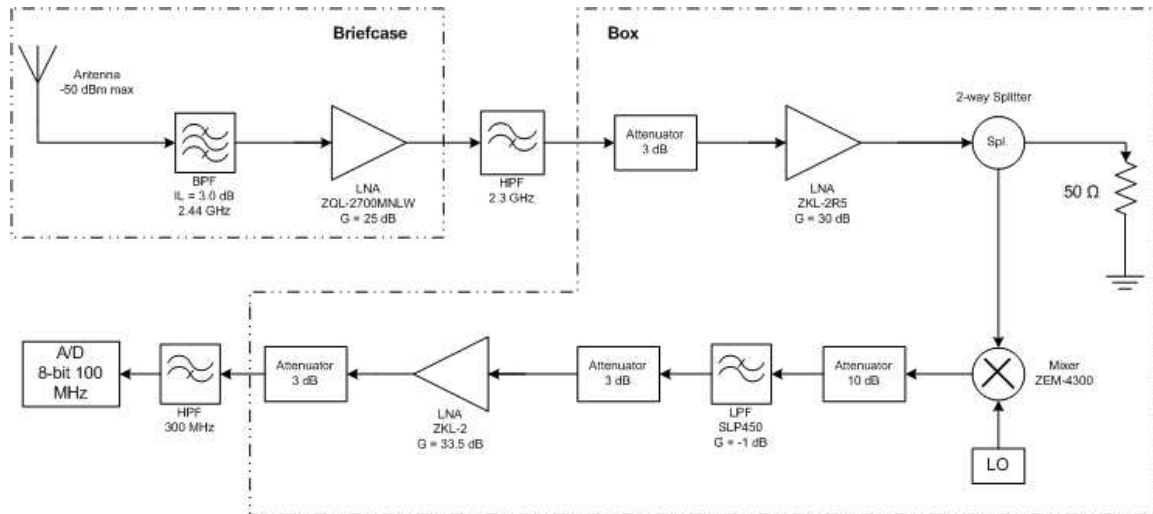 Briefcase
Box
Antenna
-50 dBm max
BPF
IL = 3.0 dB
2.44 GHz
LNA
ZQL-2700MNLW
G = 25 dB
HPF
2.3 GHz
Attenuator
3 dB
LNA
ZKL-2R5
G = 30 dB
2-way Splitter
Spl.
50 Ω
A/D
8-bit 100
MHz
HPF
300 MHz
Attenuator
3 dB
LNA
ZKL-2
G = 33.5 dB
Attenuator
3 dB
LPF
SLP450
G = -1 dB
Attenuator
10 dB
Mixer
ZEM-4300
LO